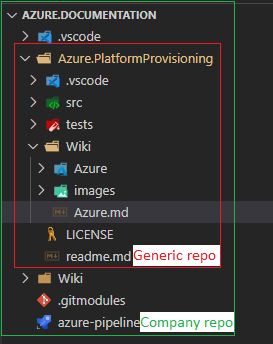 AZURE.DOCUMENTATION
.vscode
Azure.PlatformProvisioning
.vscode
src
tests
Wiki
Azure
images
Azure.md
LICENSE
readme.md Generic repo
Wiki
.gitmodules
azure-pipeline Company repo